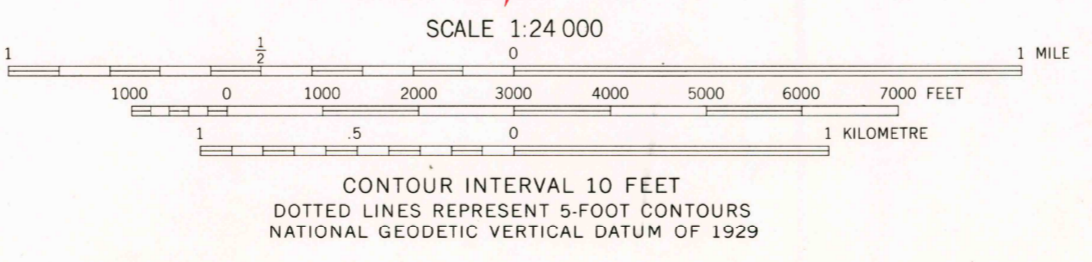 SCALE 1:24 000
1 1/2 0 1 MILE
1000 0 1000 2000 3000 4000 5000 6000 7000 FEET
1 .5 0 1 KILOMETRE
CONTOUR INTERVAL 10 FEET
DOTTED LINES REPRESENT 5-FOOT CONTOURS
NATIONAL GEODETIC VERTICAL DATUM OF 1929